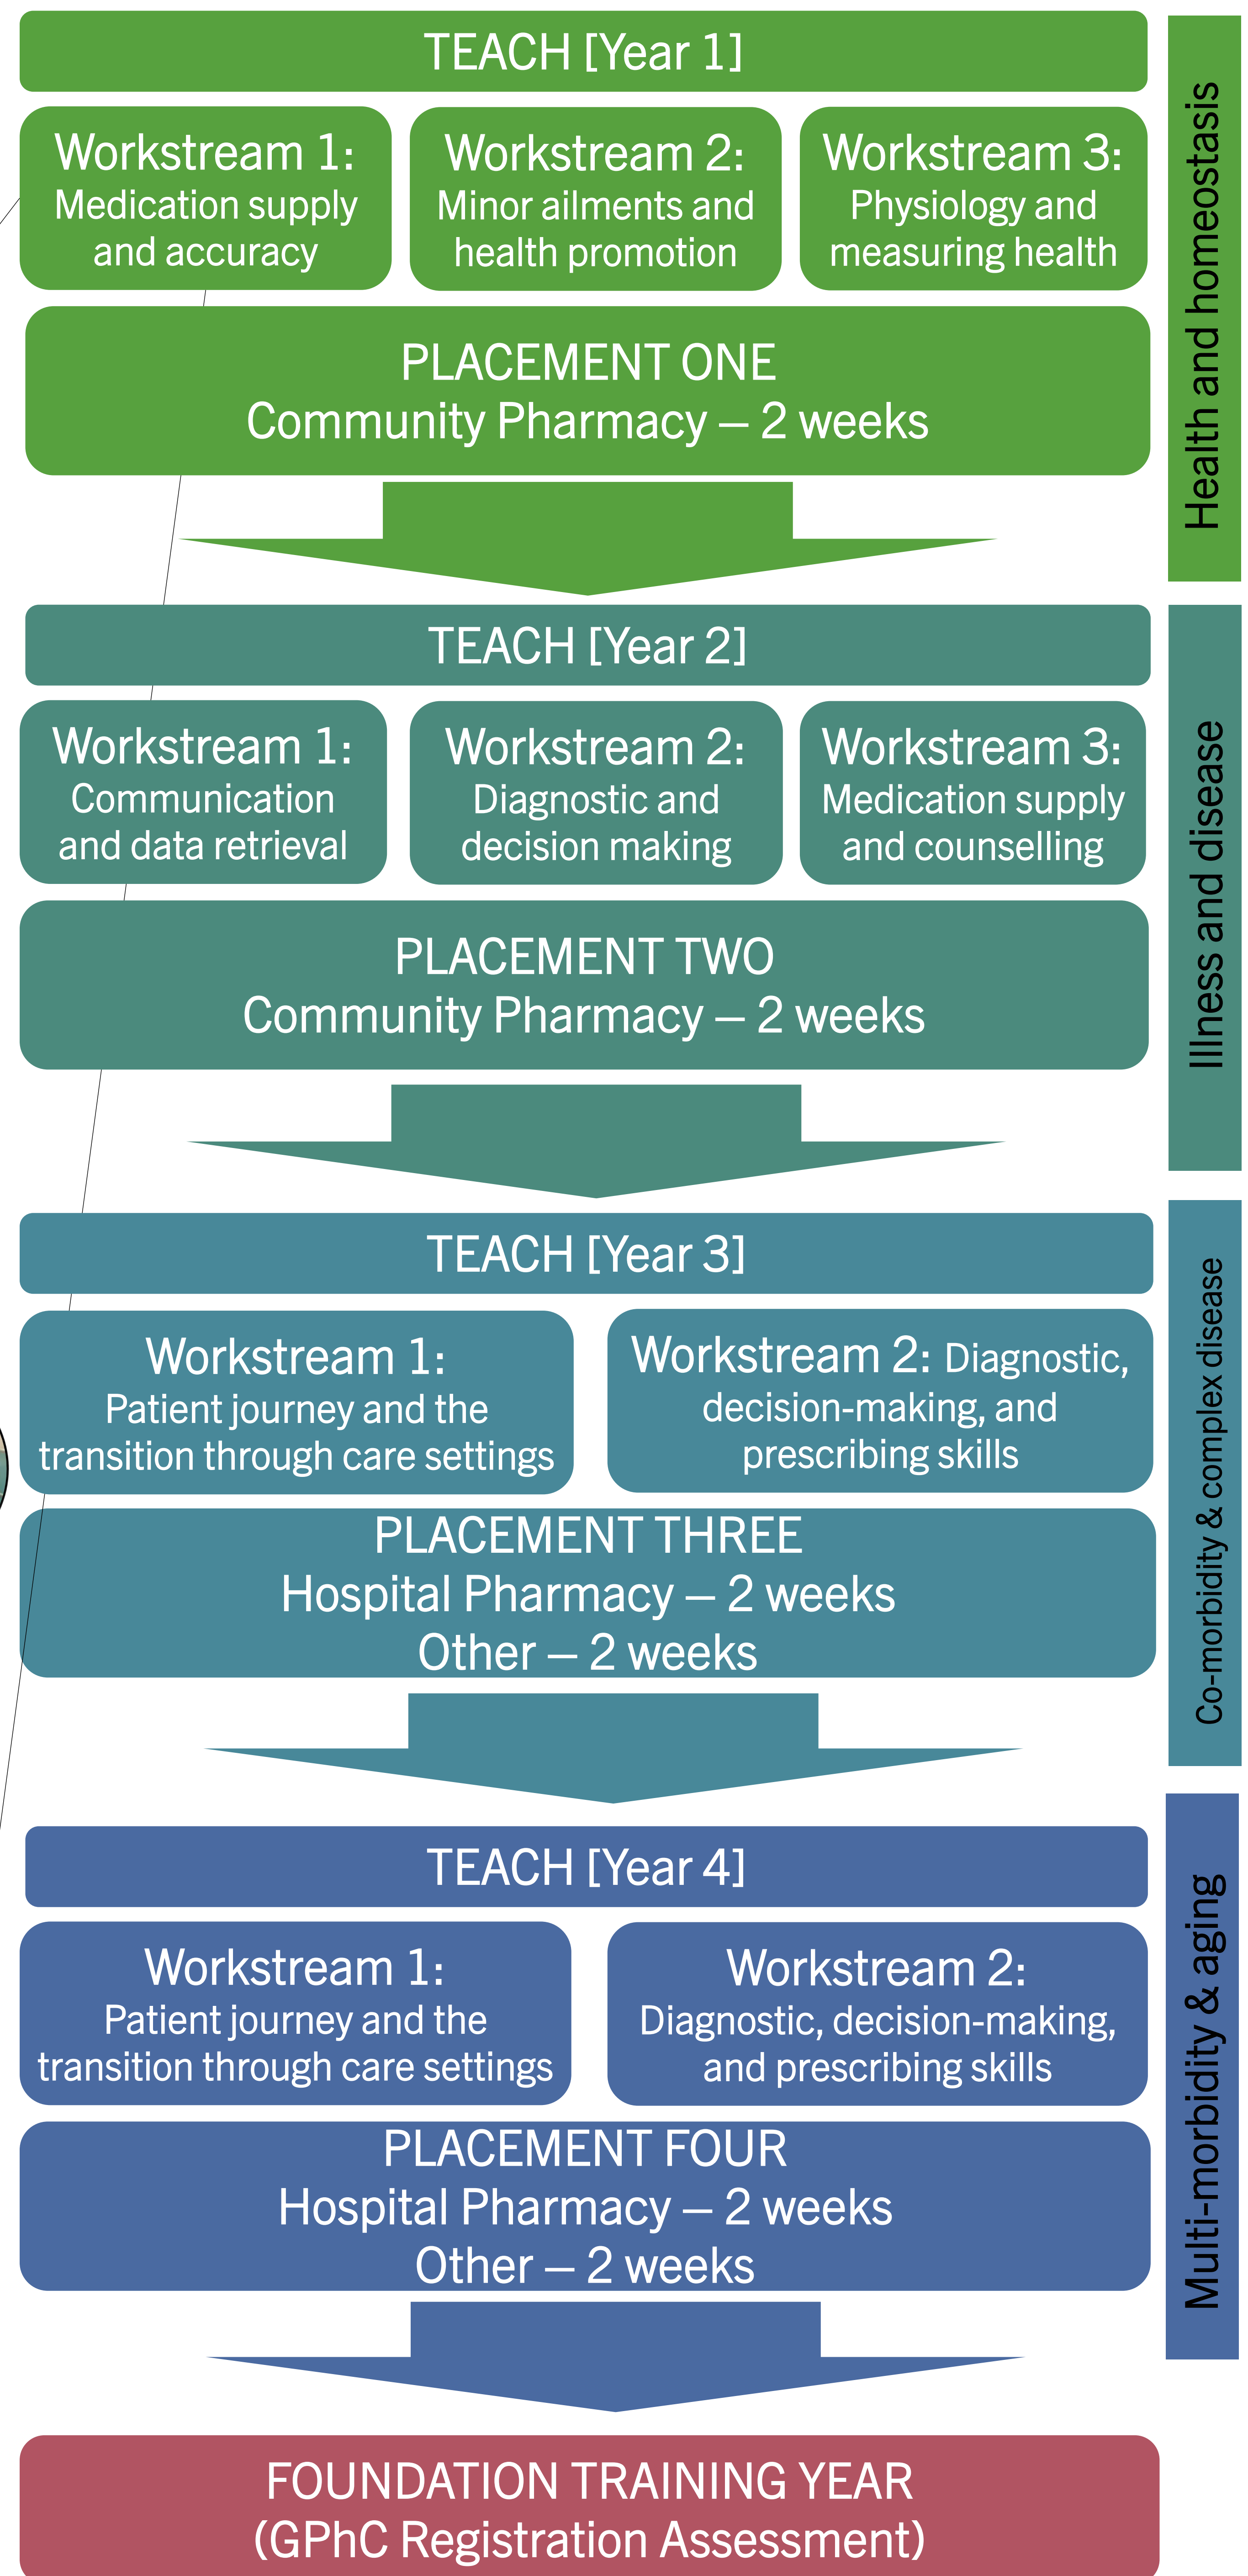 TEACH [Year 1]
Workstream 1:
Medication supply
and accuracy
Workstream 2:
Minor ailments and
health promotion
Workstream 3:
Physiology and
measuring health
PLACEMENT ONE
Community Pharmacy – 2 weeks
Health and homeostasis
TEACH [Year 2]
Workstream 1:
Communication
and data retrieval
Workstream 2:
Diagnostic and
decision making
Workstream 3:
Medication supply
and counselling
PLACEMENT TWO
Community Pharmacy – 2 weeks
Illness and disease
TEACH [Year 3]
Workstream 1:
Patient journey and the
transition through care settings
Workstream 2: Diagnostic,
decision-making, and
prescribing skills
PLACEMENT THREE
Hospital Pharmacy – 2 weeks
Other – 2 weeks
Co-morbidity & complex disease
TEACH [Year 4]
Workstream 1:
Patient journey and the
transition through care settings
Workstream 2:
Diagnostic, decision-making,
and prescribing skills
PLACEMENT FOUR
Hospital Pharmacy – 2 weeks
Other – 2 weeks
Multi-morbidity & aging
FOUNDATION TRAINING YEAR
(GPhC Registration Assessment)